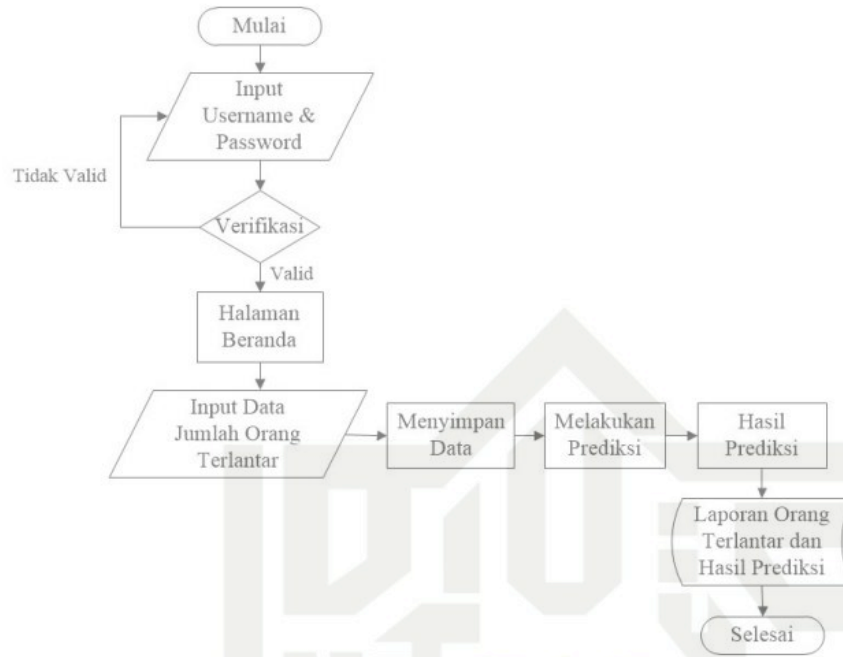 Mulai
Input
Username &
Password
Tidak Valid
Verifikasi
Valid
Halaman
Beranda
Input Data
Jumlah Orang
Terlantar
Menyimpan
Data
Melakukan
Prediksi
Hasil
Prediksi
Laporan Orang
Terlantar dan
Hasil Prediksi
Selesai